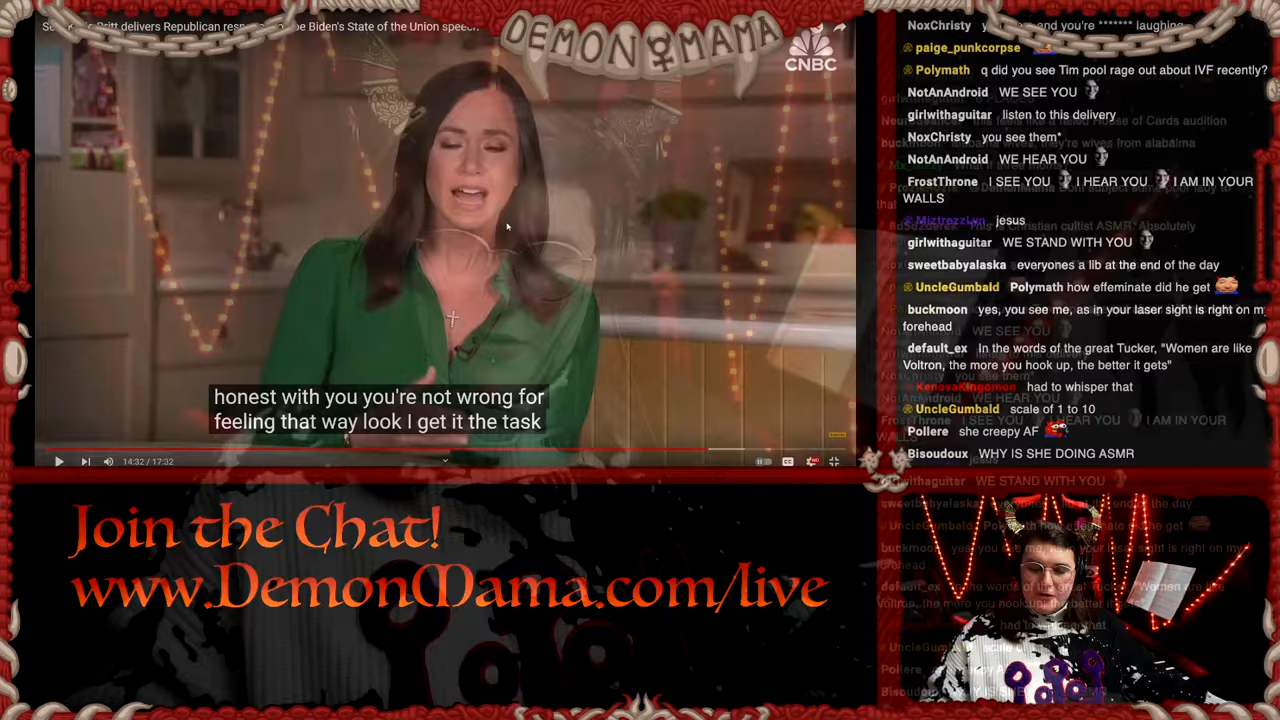 Britt delivers Republican
Biden's State of the Union speech
DEMON MAMA
CNBC
honest with you you're not wrong for
feeling that way look I get it the task
14:32 / 17:32
Join the Chat!
www.DemonMama.com/live
NoxChristy and you're ******* laughing
paige_punkcorpse
Polymath q did you see Tim pool rage out about IVF recently?
NotAnAndroid WE SEE YOU
girlwithaguitar listen to this delivery
NoxChristy you see them*
NotAnAndroid WE HEAR YOU
FrostThrone I SEE YOU I HEAR YOU I AM IN YOUR
WALLS
Miztrezzlyn jesus
girlwithaguitar WE STAND WITH YOU
sweetbabyalaska everyones a lib at the end of the day
UncleGumbald Polymath how effeminate did he get
buckmoon yes, you see me, as in your laser sight is right on m
forehead
default_ex In the words of the great Tucker, "Women are like
Voltron, the more you hook up, the better it gets"
KenovaKingomon had to whisper that
UncleGumbald scale of 1 to 10
Pollere she creepy AF
Bisoudoux WHY IS SHE DOING ASMR